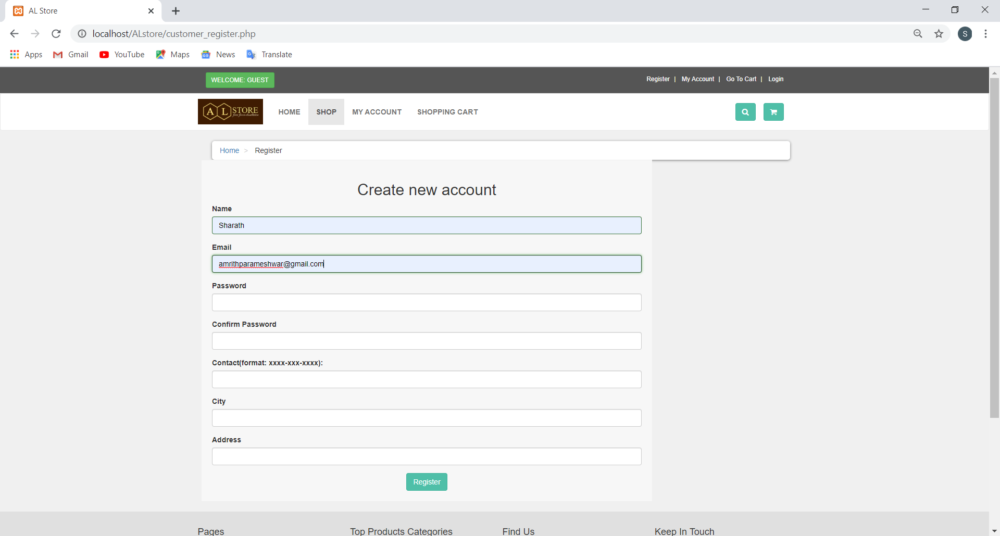 AL Store
localhost/ALstore/customer_register.php
S
Apps Gmail YouTube Maps News Translate
WELCOME: GUEST
Register | My Account | Go To Cart | Login
A L STORE
HOME SHOP MY ACCOUNT SHOPPING CART
Home > Register
Create new account
Name
Sharath
Email
amrithparameshwar@gmail.com
Password
Confirm Password
Contact(format: xxxx-xxx-xxxx):
City
Address
Register
Pages Top Products Categories Find Us Keep In Touch